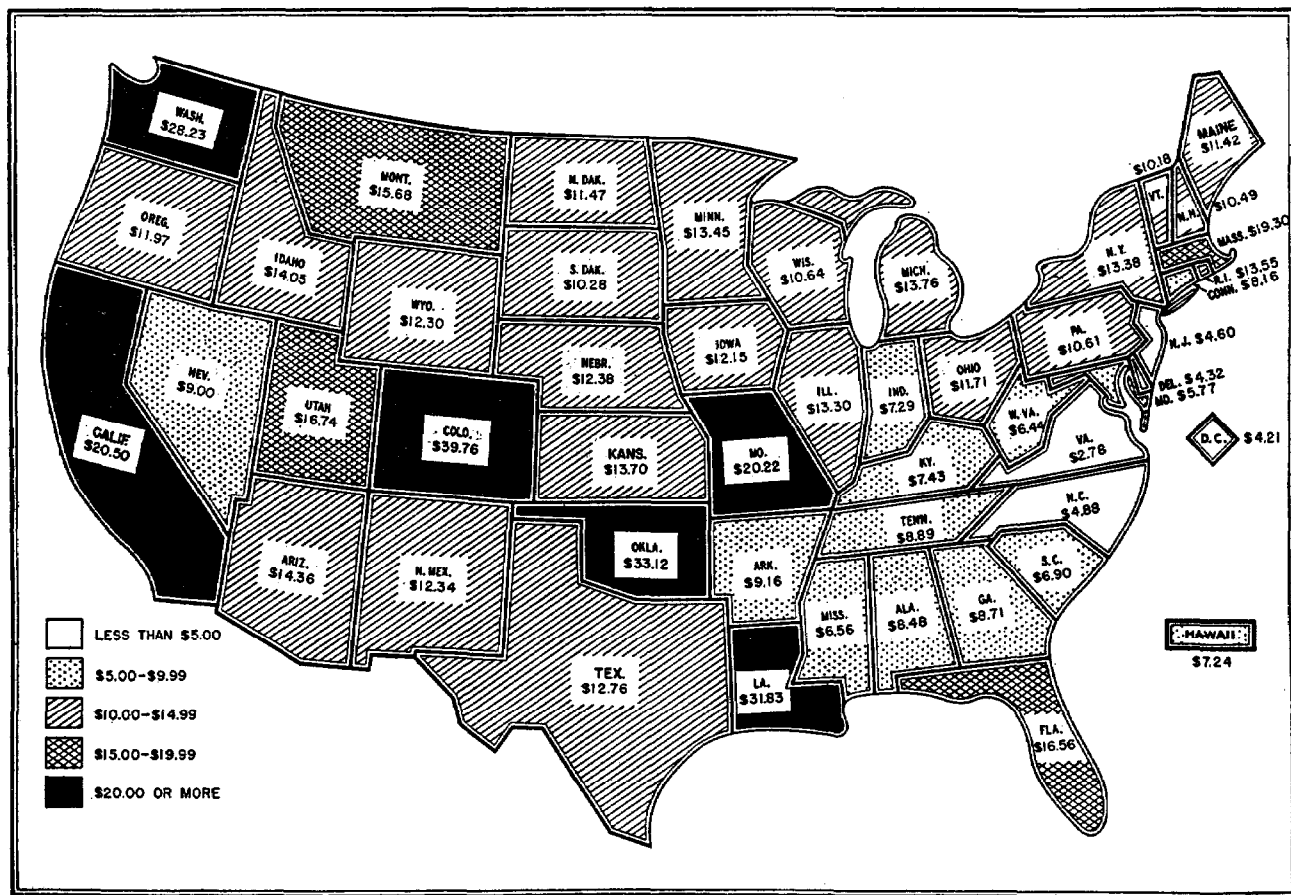 WASH.
$28.23
MONT.
$15.68
N. DAK.
$11.47
MINN.
$13.45
OREG.
$11.97
IDAHO
$14.05
S. DAK.
$10.28
WIS.
$10.64
MICH.
$13.76
WYO.
$12.30
NEBR.
$12.38
IOWA
$12.15
NEV.
$9.00
UTAH
$16.74
COLO.
$39.76
KANS.
$13.70
MO.
$20.22
ILL.
$13.30
IND.
$7.29
OHIO
$11.71
CALIF
$20.50
ARIZ.
$14.36
N. MEX.
$12.34
OKLA.
$33.12
ARK.
$9.16
TEX.
$12.76
LA.
$31.83
MISS.
$6.56
ALA.
$8.48
GA.
$8.71
FLA.
$16.56
S.C.
$6.90
N.C.
$4.88
TENN.
$8.89
KY.
$7.43
W. VA.
$6.44
VA.
$2.78
PA.
$10.61
N. Y.
$13.38
MAINE
$11.42
$10.18
VT.
N.H.
$10.49
MASS. $19.30
R.I. $13.55
CONN. $8.16
N.J. $4.60
DEL. $4.32
MD. $5.77
D.C. $4.21
HAWAII
$7.24
LESS THAN $5.00
$5.00-$9.99
$10.00-$14.99
$15.00-$19.99
$20.00 OR MORE